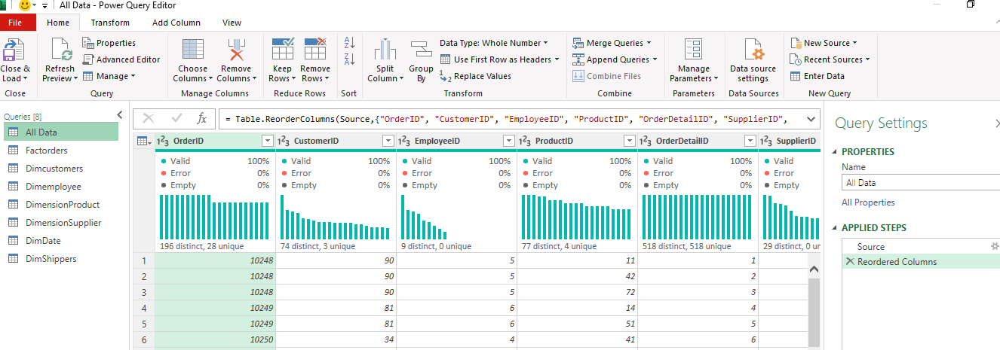 All Data - Power Query Editor
File Home Transform Add Column View
Close & Load
Refresh Preview
Properties
Advanced Editor
Manage
Choose Columns
Remove Columns
Keep Rows
Remove Rows
A
Z
Z
A
Split Column
Group By
Data Type: Whole Number
Use First Row as Headers
1
2 Replace Values
Merge Queries
Append Queries
Combine Files
Manage Parameters
Data source settings
New Source
Recent Sources
Enter Data
Close Query Manage Columns Reduce Rows Sort Transform Combine Parameters Data Sources New Query
Queries [8]
All Data
Factorders
Dimcustomers
Dimemployee
DimensionProduct
DimensionSupplier
DimDate
DimShippers
fx = Table.ReorderColumns(Source,{"OrderID", "CustomerID", "EmployeeID", "ProductID", "OrderDetailID", "SupplierID",
123 OrderID 123 CustomerID 123 EmployeeID 123 ProductID 123 OrderDetailID 123 SupplierID
Valid 100% Valid 100% Valid 100% Valid 100% Valid 100% Valid
Error 0% Error 0% Error 0% Error 0% Error 0% Error
Empty 0% Empty 0% Empty 0% Empty 0% Empty 0% Empty
196 distinct, 28 unique 74 distinct, 3 unique 9 distinct, 0 unique 77 distinct, 4 unique 518 distinct, 518 unique 29 distinct, 0
1 10248 90 5 11 1
2 10248 90 5 42 2
3 10248 90 5 72 3
4 10249 81 6 14 4
5 10249 81 6 51 5
6 10250 34 4 41 6
Query Settings
PROPERTIES
Name
All Data
All Properties
APPLIED STEPS
Source
Reordered Columns